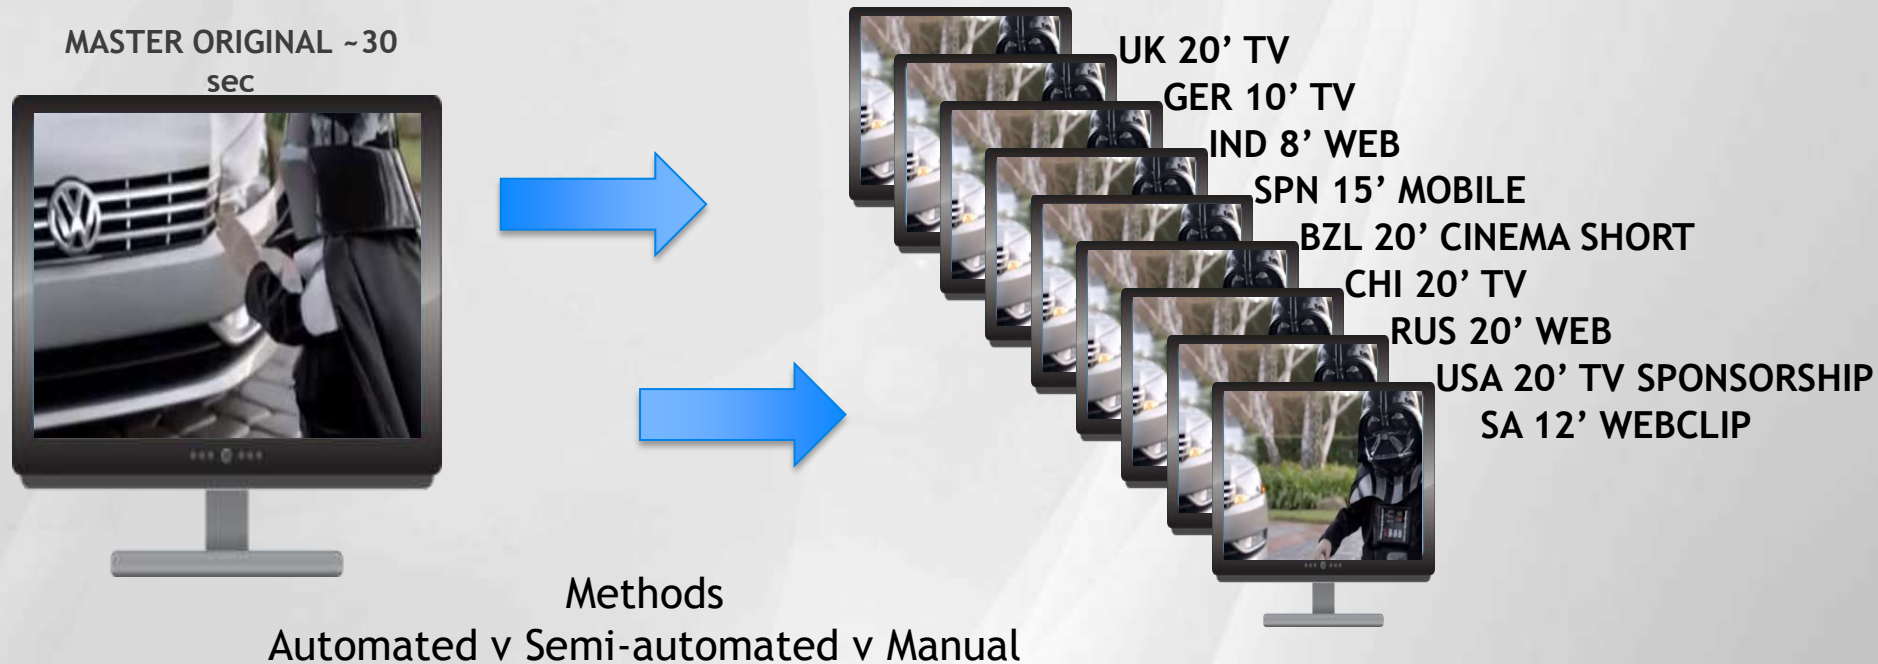 MASTER ORIGINAL ~30
sec
UK 20’ TV
GER 10’ TV
IND 8’ WEB
SPN 15’ MOBILE
BZL 20’ CINEMA SHORT
CHI 20’ TV
RUS 20’ WEB
USA 20’ TV SPONSORSHIP
SA 12’ WEBCLIP
Methods
Automated v Semi-automated v Manual